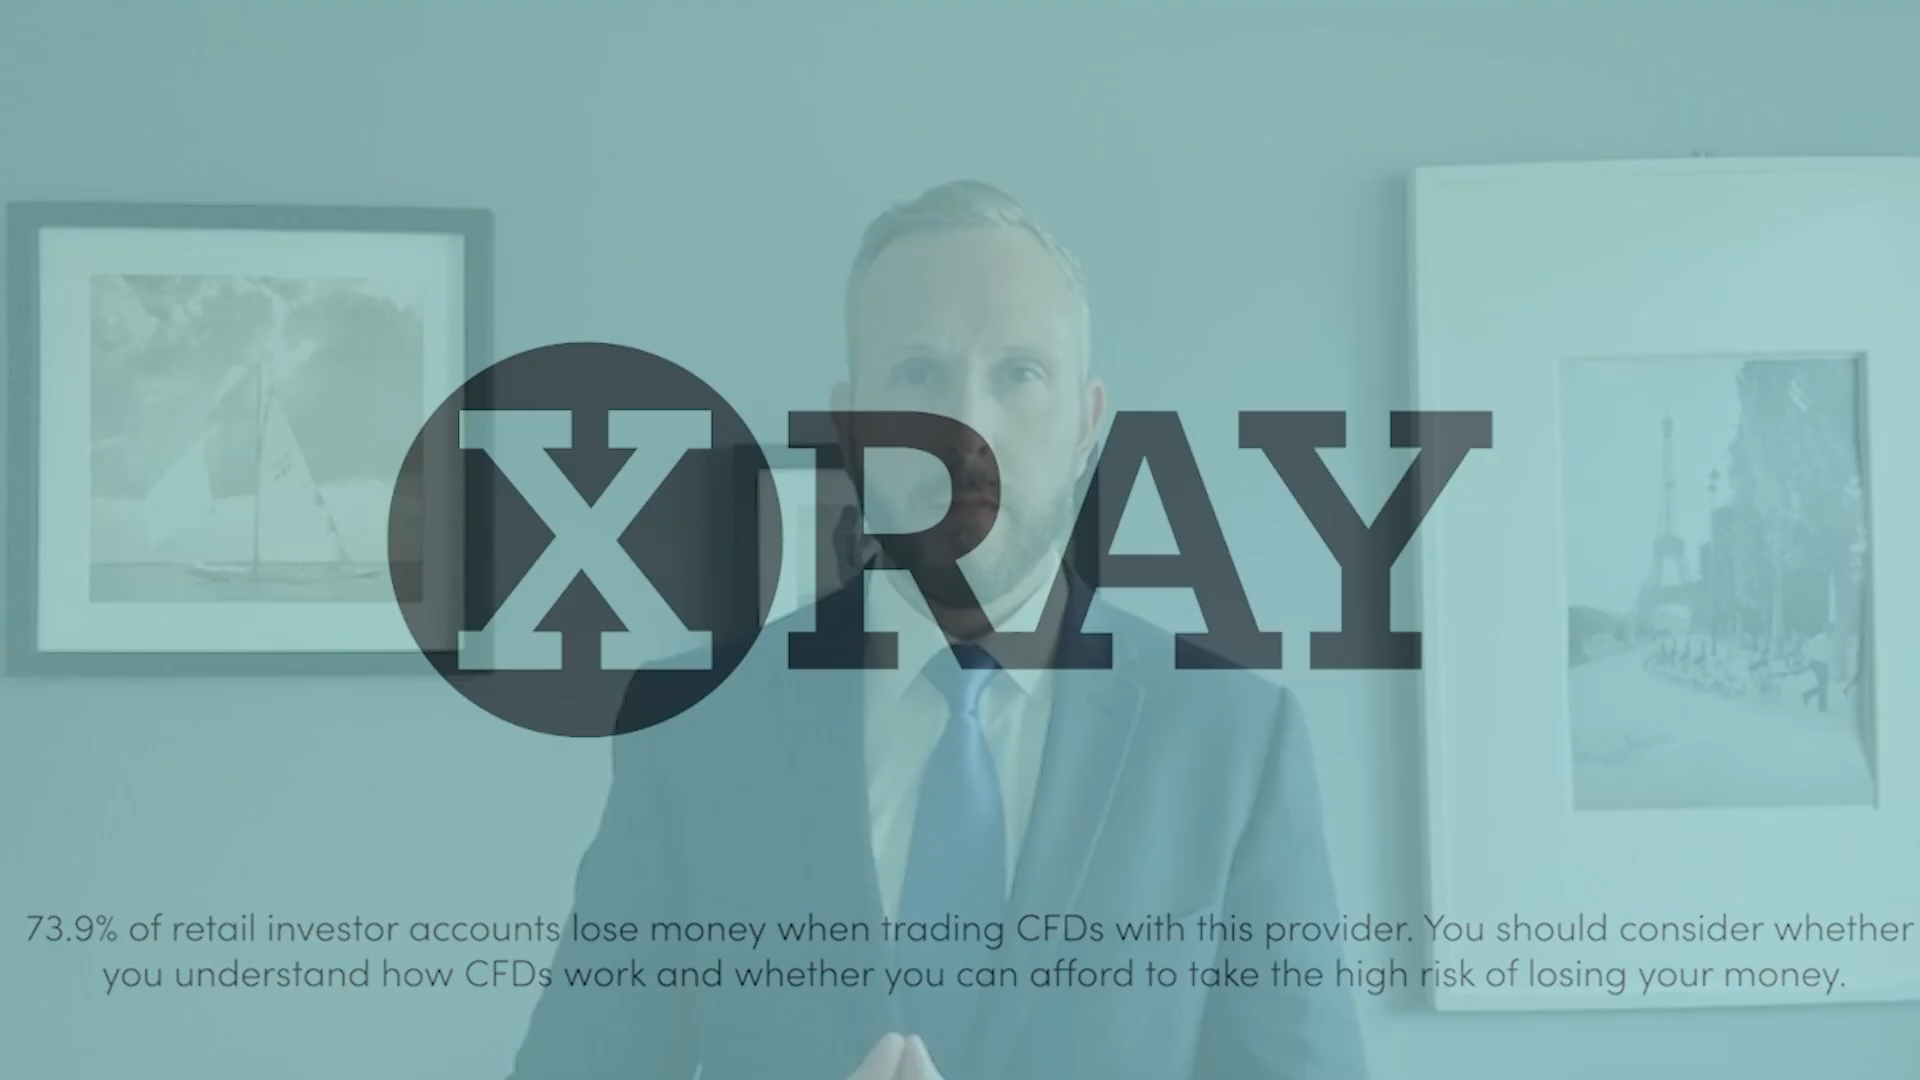 XRAY
73.9% of retail investor accounts lose money when trading CFDs with this provider. You should consider whether
you understand how CFDs work and whether you can afford to take the high risk of losing your money.